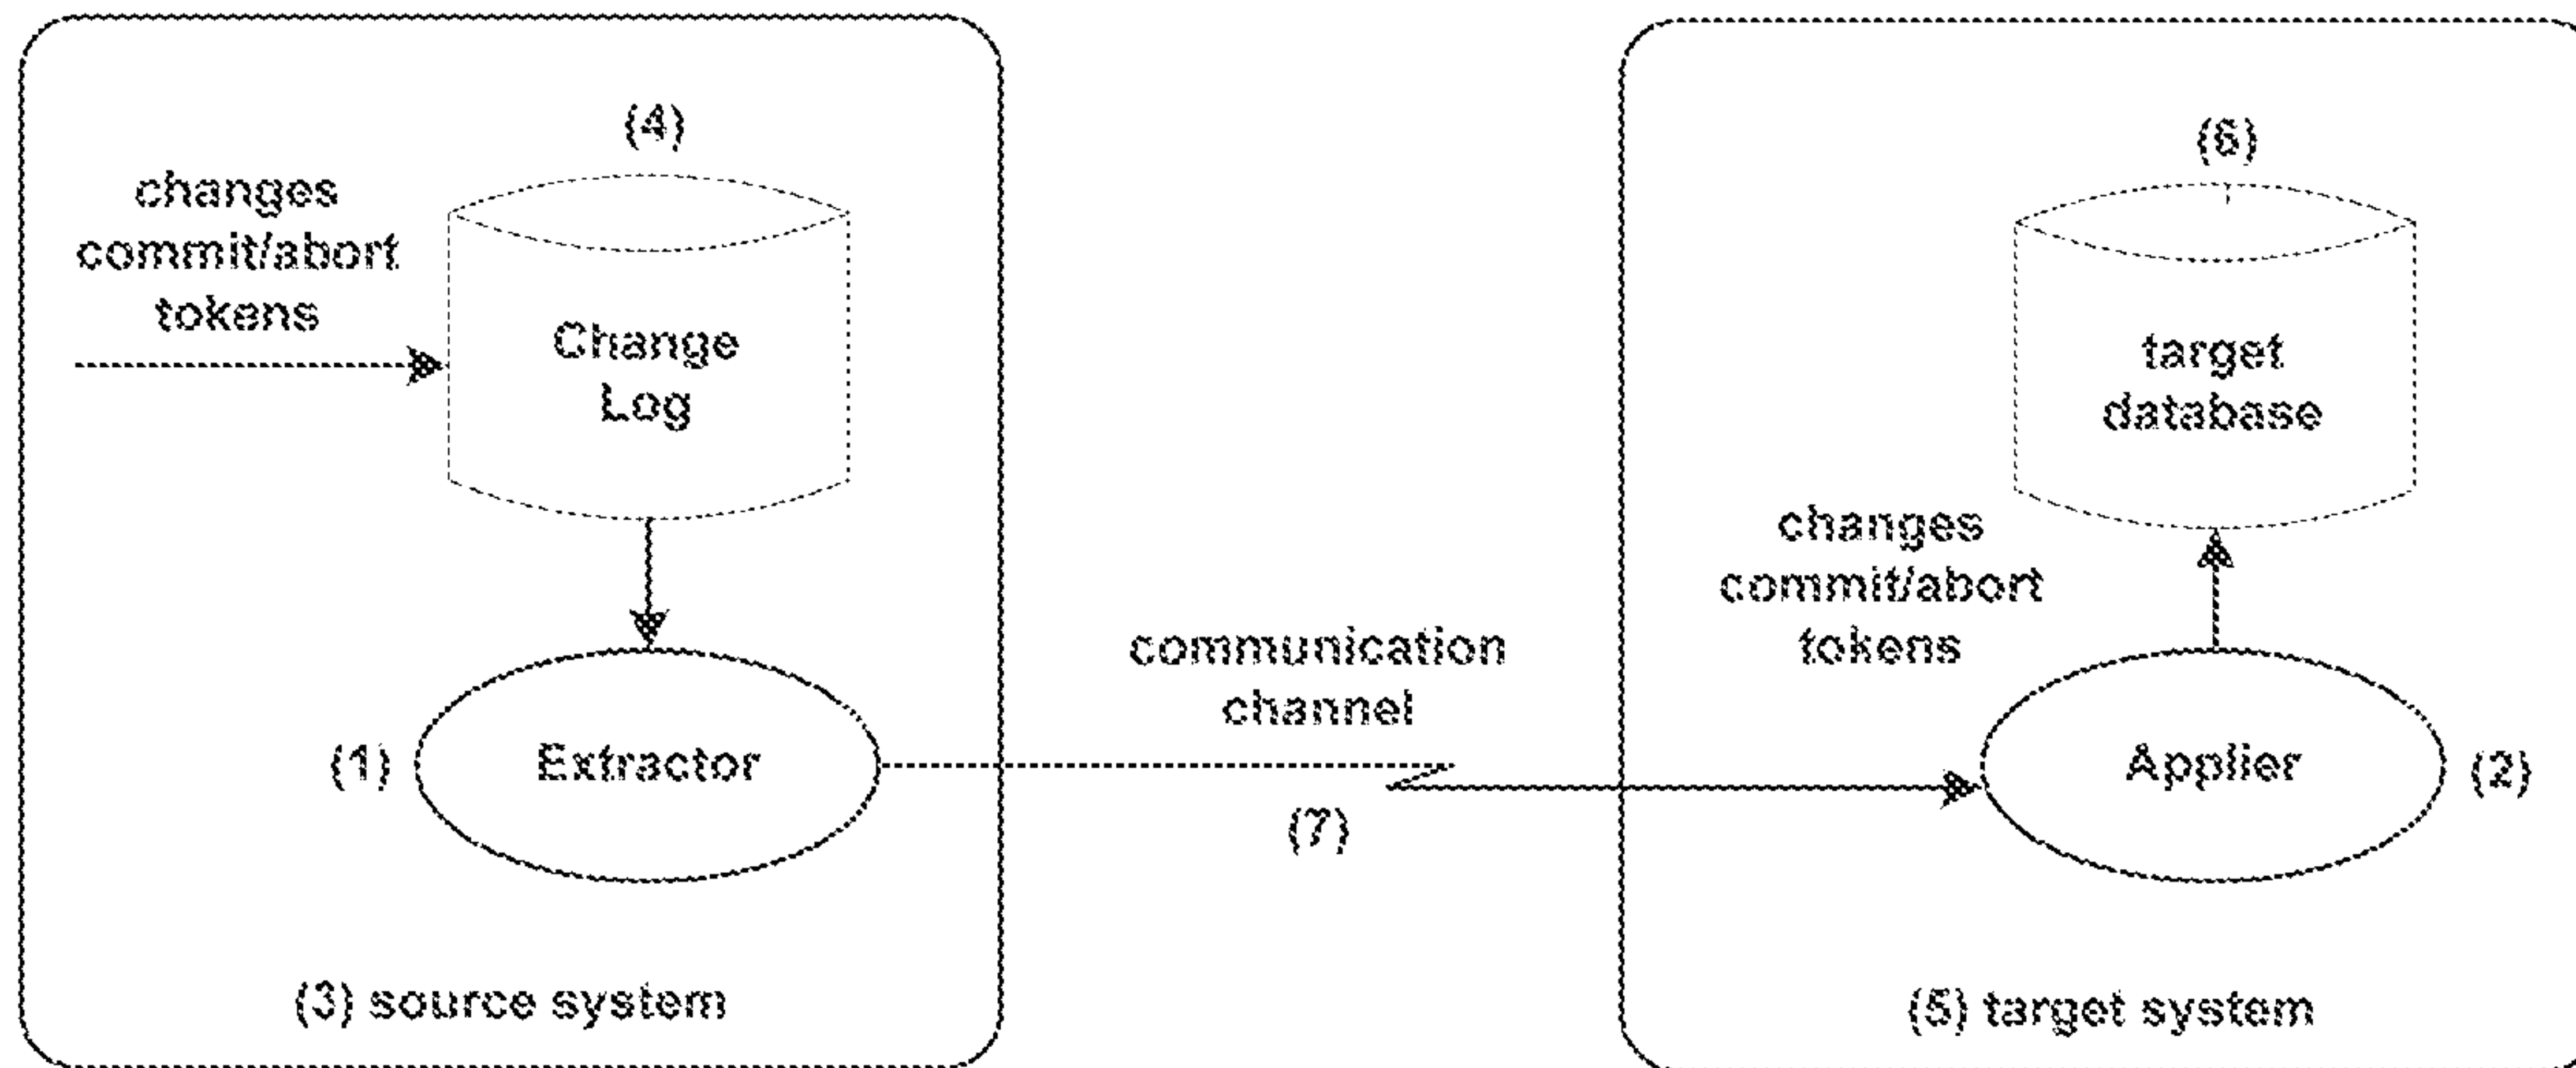 (4)
changes
commit/abort
tokens
Change
Log
(1)
Extractor
(3) source system
communication
channel
(7)
(6)
target
database
changes
commit/abort
tokens
Applier
(2)
(5) target system